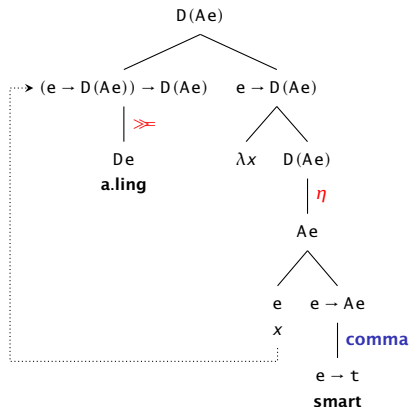 D(Ae)
(e → D(Ae)) → D(Ae) e → D(Ae)
≫=
De λx D(Ae)
a.ling
η
Ae
e e → Ae
x
comma
e → t
smart